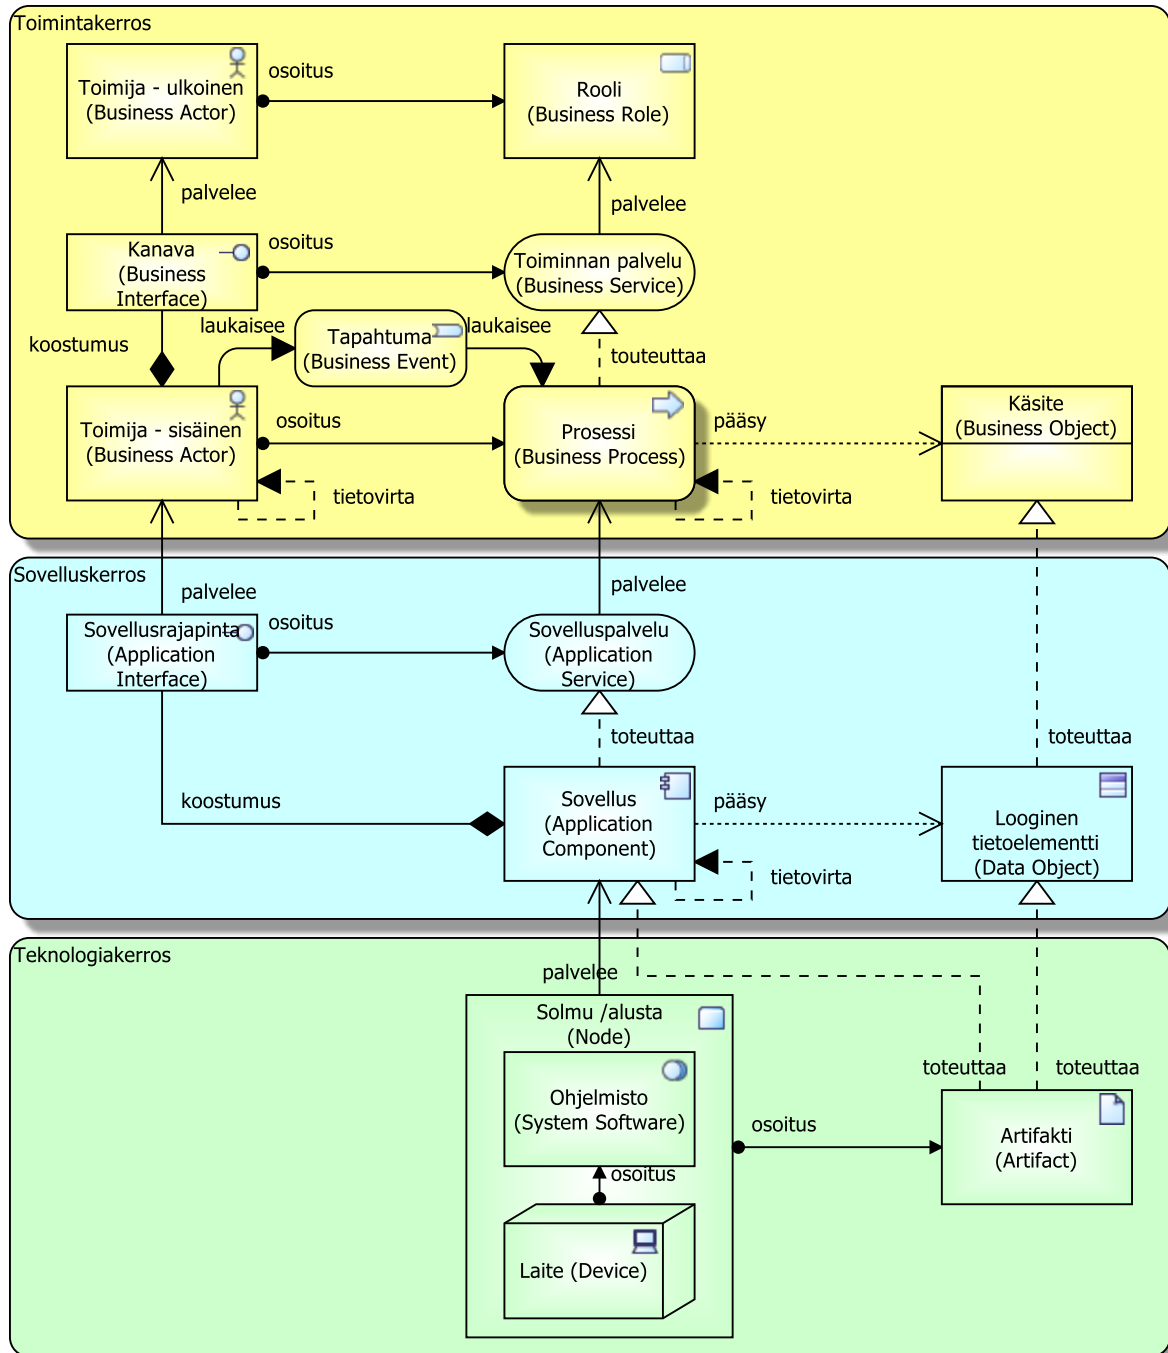 Toimintakerros
Toimija - ulkoinen
(Business Actor)
osoitus
Rooli
(Business Role)
palvelee
palvelee
Kanava
(Business
Interface)
osoitus
Toiminnan palvelu
(Business Service)
koostumus
laukaisee
Tapahtuma
(Business Event)
laukaisee
touteuttaa
Toimija - sisäinen
(Business Actor)
osoitus
Prosessi
(Business Process)
pääsy
Käsite
(Business Object)
tietovirta
tietovirta
Sovelluskerros
palvelee
palvelee
Sovellusrajapinta
(Application
Interface)
osoitus
Sovelluspalvelu
(Application
Service)
toteuttaa
toteuttaa
koostumus
Sovellus
(Application
Component)
pääsy
Looginen
tietoelementti
(Data Object)
tietovirta
Teknologiakerros
palvelee
Solmu /alusta
(Node)
Ohjelmisto
(System Software)
toteuttaa
toteuttaa
osoitus
Artifakti
(Artifact)
osoitus
Laite (Device)